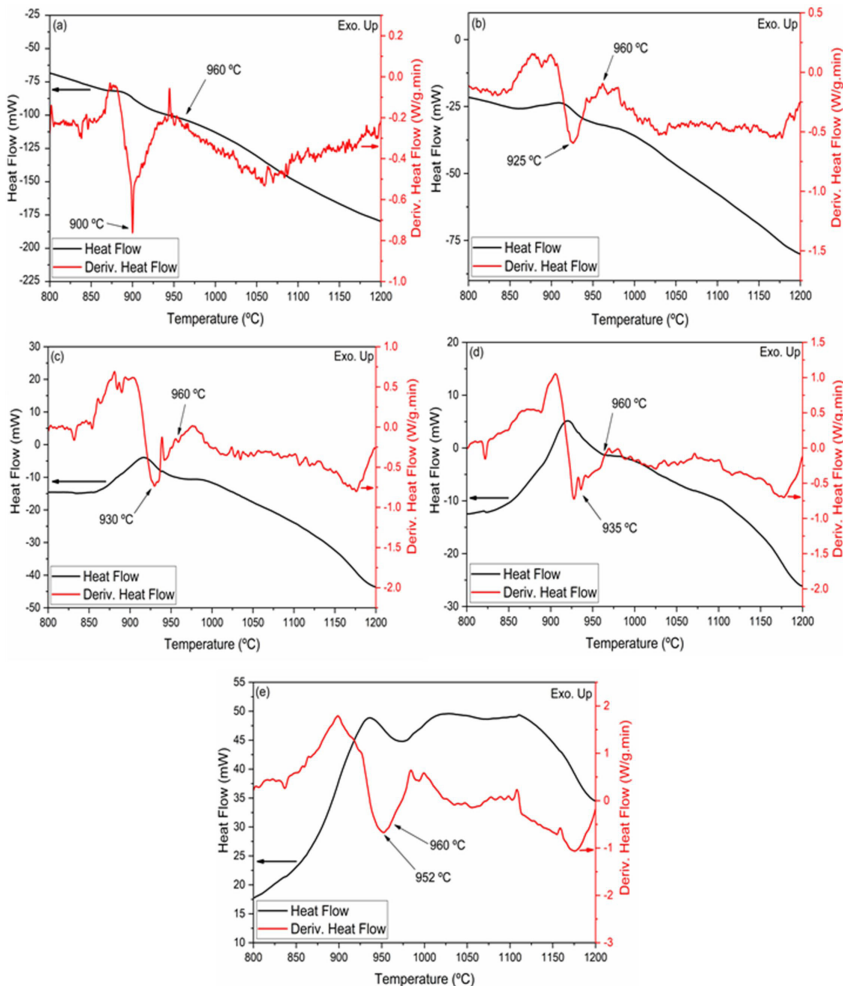 (a)
Exo. Up
-25
-50
-75
-100
-125
-150
-175
-200
-225
0.2
0.0
-0.2
-0.4
-0.6
-0.8
-1.0
Heat Flow (mW)
Deriv. Heat Flow (W/g.min)
960 ºC
900 ºC
Heat Flow
Deriv. Heat Flow
800 850 900 950 1000 1050 1100 1150 1200
Temperature (ºC)
(b)
Exo. Up
0
-25
-50
-75
0.5
0.0
-0.5
-1.0
-1.5
Heat Flow (mW)
Deriv. Heat Flow (W/g.min)
960 ºC
925 ºC
Heat Flow
Deriv. Heat Flow
800 850 900 950 1000 1050 1100 1150 1200
Temperature (ºC)
(c)
Exo. Up
30
20
10
0
-10
-20
-30
-40
-50
1.0
0.5
0.0
-0.5
-1.0
-1.5
-2.0
Heat Flow (mW)
Deriv. Heat Flow (W/g.min)
960 ºC
930 ºC
Heat Flow
Deriv. Heat Flow
800 850 900 950 1000 1050 1100 1150 1200
Temperature (ºC)
(d)
Exo. Up
20
10
0
-10
-20
-30
1.5
1.0
0.5
0.0
-0.5
-1.0
-1.5
-2.0
Heat Flow (mW)
Deriv. Heat Flow (W/g.min)
960 ºC
935 ºC
Heat Flow
Deriv. Heat Flow
800 850 900 950 1000 1050 1100 1150 1200
Temperature (ºC)
(e)
Exo. Up
55
50
45
40
35
30
25
20
15
10
2
1
0
-1
-2
-3
Heat Flow (mW)
Deriv. Heat Flow (W/g.min)
960 ºC
952 ºC
Heat Flow
Deriv. Heat Flow
800 850 900 950 1000 1050 1100 1150 1200
Temperature (ºC)